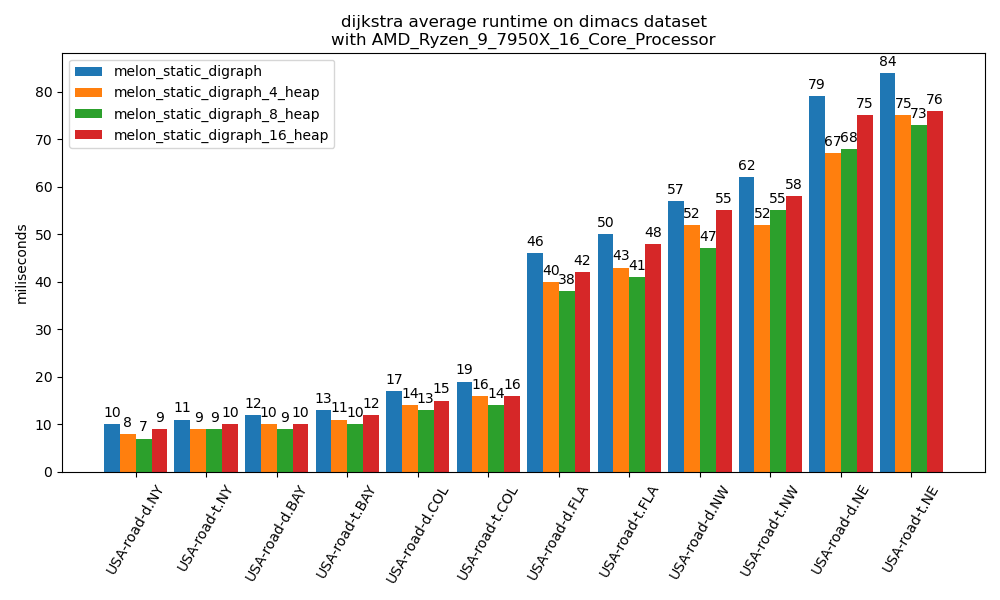 dijkstra average runtime on dimacs dataset
with AMD_Ryzen_9_7950X_16_Core_Processor
melon_static_digraph
melon_static_digraph_4_heap
melon_static_digraph_8_heap
melon_static_digraph_16_heap
miliseconds
80
70
60
50
40
30
20
10
0
10 8 7 9
11 9 9 10
12 10 9 10
13 11 10 12
17 14 13 15
19 16 14 16
46 40 38 42
50 43 41 48
57 52 47 55
62 52 55 58
79 67 68 75
84 75 73 76
USA-road-d.NY
USA-road-t.NY
USA-road-d.BAY
USA-road-t.BAY
USA-road-d.COL
USA-road-t.COL
USA-road-d.FLA
USA-road-t.FLA
USA-road-d.NW
USA-road-t.NW
USA-road-d.NE
USA-road-t.NE